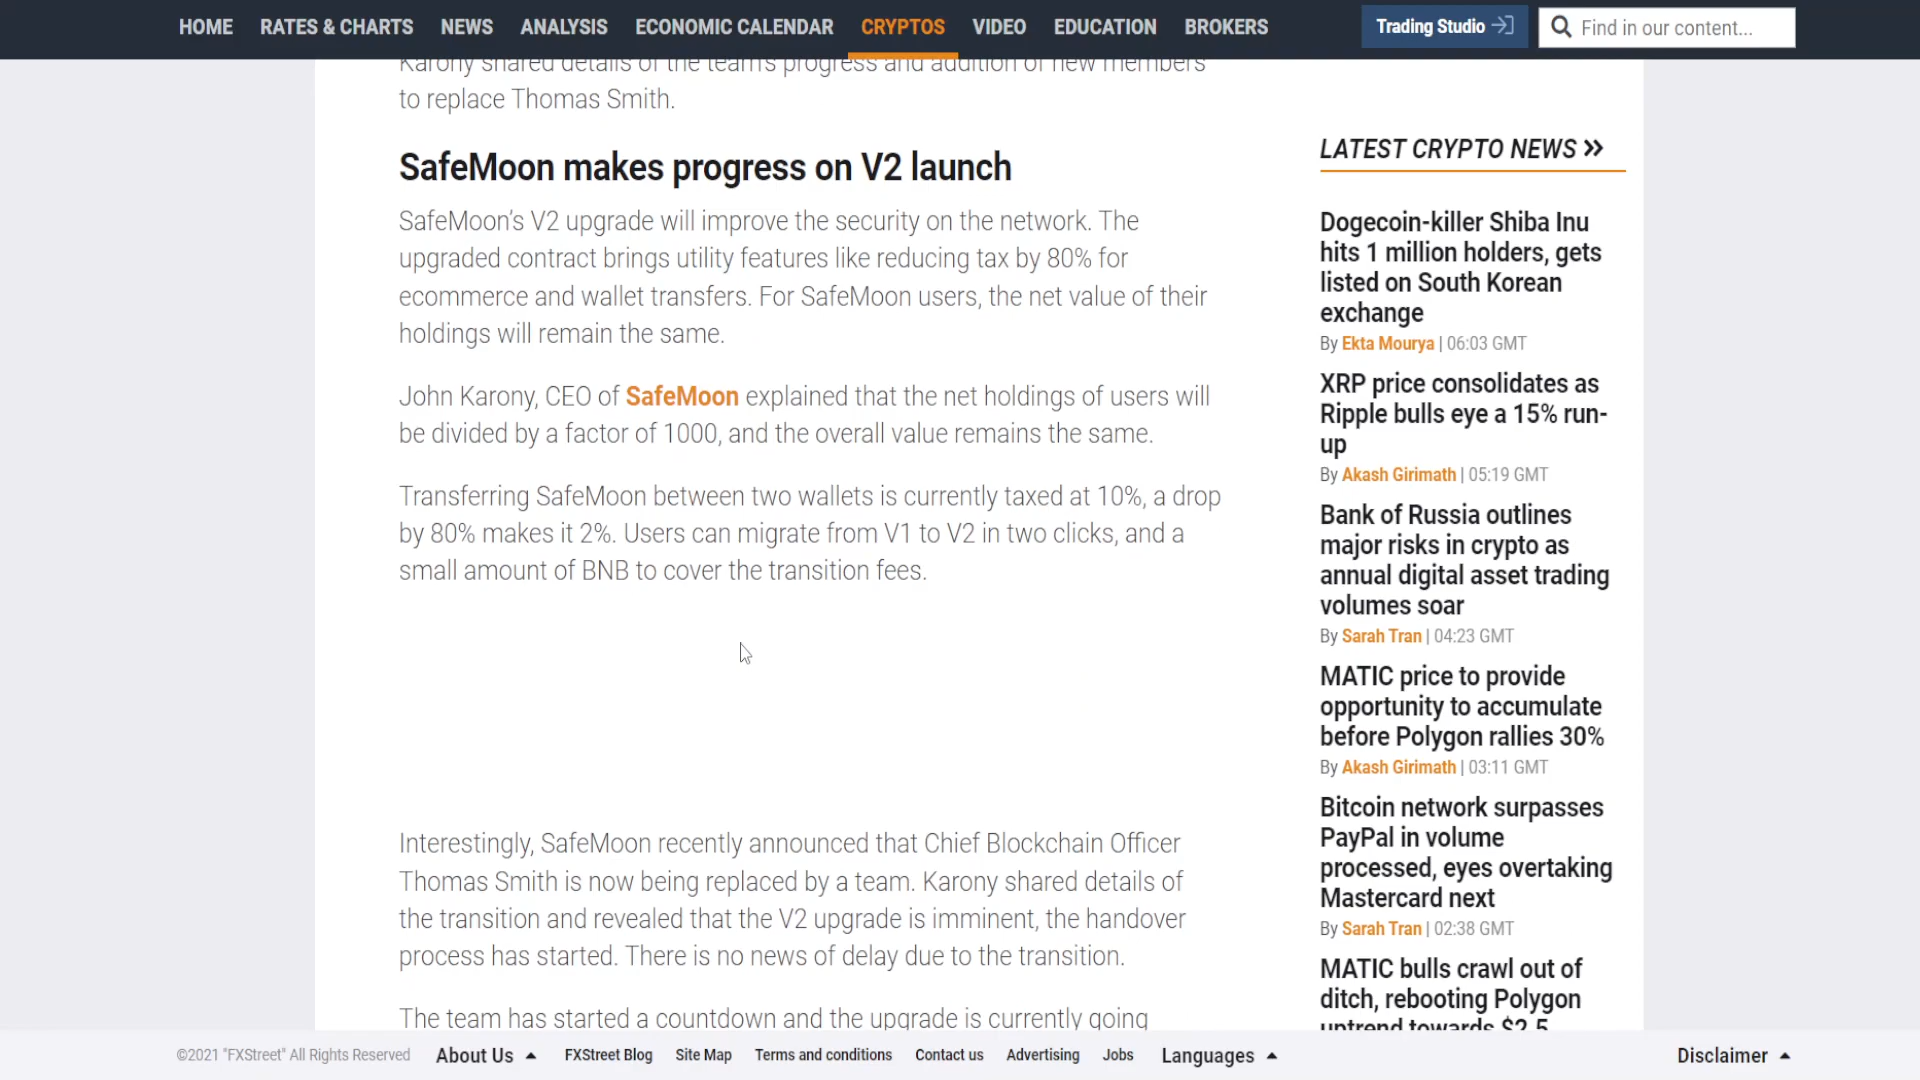 HOME RATES & CHARTS NEWS ANALYSIS ECONOMIC CALENDAR CRYPTOS VIDEO EDUCATION BROKERS Trading Studio Find in our content...
Karony shared details of the team's progress and addition of new members
to replace Thomas Smith.
SafeMoon makes progress on V2 launch
SafeMoon's V2 upgrade will improve the security on the network. The
upgraded contract brings utility features like reducing tax by 80% for
ecommerce and wallet transfers. For SafeMoon users, the net value of their
holdings will remain the same.
John Karony, CEO of SafeMoon explained that the net holdings of users will
be divided by a factor of 1000, and the overall value remains the same.
Transferring SafeMoon between two wallets is currently taxed at 10%, a drop
by 80% makes it 2%. Users can migrate from V1 to V2 in two clicks, and a
small amount of BNB to cover the transition fees.
Interestingly, SafeMoon recently announced that Chief Blockchain Officer
Thomas Smith is now being replaced by a team. Karony shared details of
the transition and revealed that the V2 upgrade is imminent, the handover
process has started. There is no news of delay due to the transition.
The team has started a countdown and the upgrade is currently going
LATEST CRYPTO NEWS »
Dogecoin-killer Shiba Inu
hits 1 million holders, gets
listed on South Korean
exchange
By Ekta Mourya | 06:03 GMT
XRP price consolidates as
Ripple bulls eye a 15% run-
up
By Akash Girimath | 05:19 GMT
Bank of Russia outlines
major risks in crypto as
annual digital asset trading
volumes soar
By Sarah Tran | 04:23 GMT
MATIC price to provide
opportunity to accumulate
before Polygon rallies 30%
By Akash Girimath | 03:11 GMT
Bitcoin network surpasses
PayPal in volume
processed, eyes overtaking
Mastercard next
By Sarah Tran | 02:38 GMT
MATIC bulls crawl out of
ditch, rebooting Polygon
uptrend towards $2.5
©2021 "FXStreet" All Rights Reserved About Us FXStreet Blog Site Map Terms and conditions Contact us Advertising Jobs Languages Disclaimer